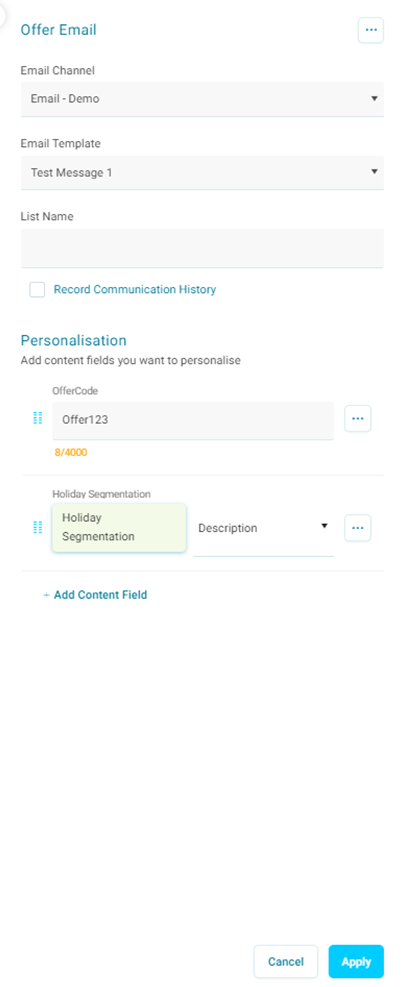 Offer Email
Email Channel
Email - Demo
Email Template
Test Message 1
List Name
Record Communication History
Personalisation
Add content fields you want to personalise
OfferCode
Offer123
8/4000
Holiday Segmentation
Holiday
Segmentation
Description
+ Add Content Field
Cancel
Apply